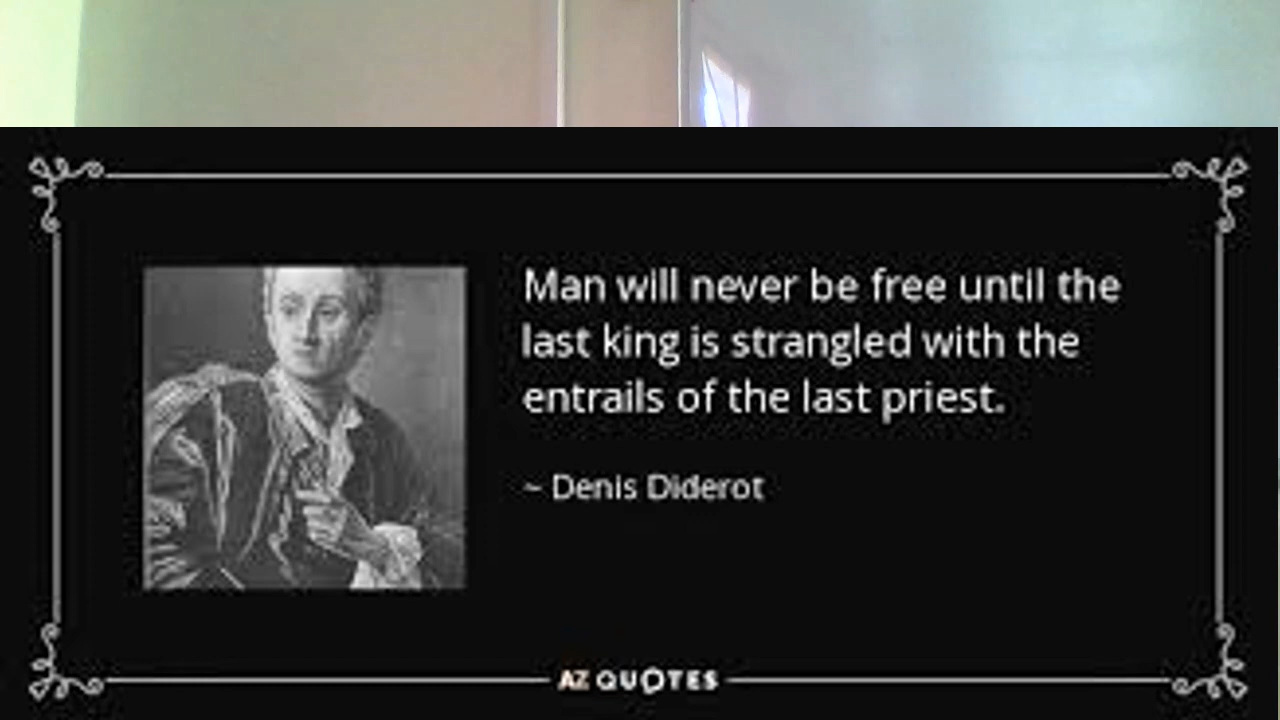 Man will never be free until the
last king is strangled with the
entrails of the last priest.
~ Denis Diderot
AZ QUOTES